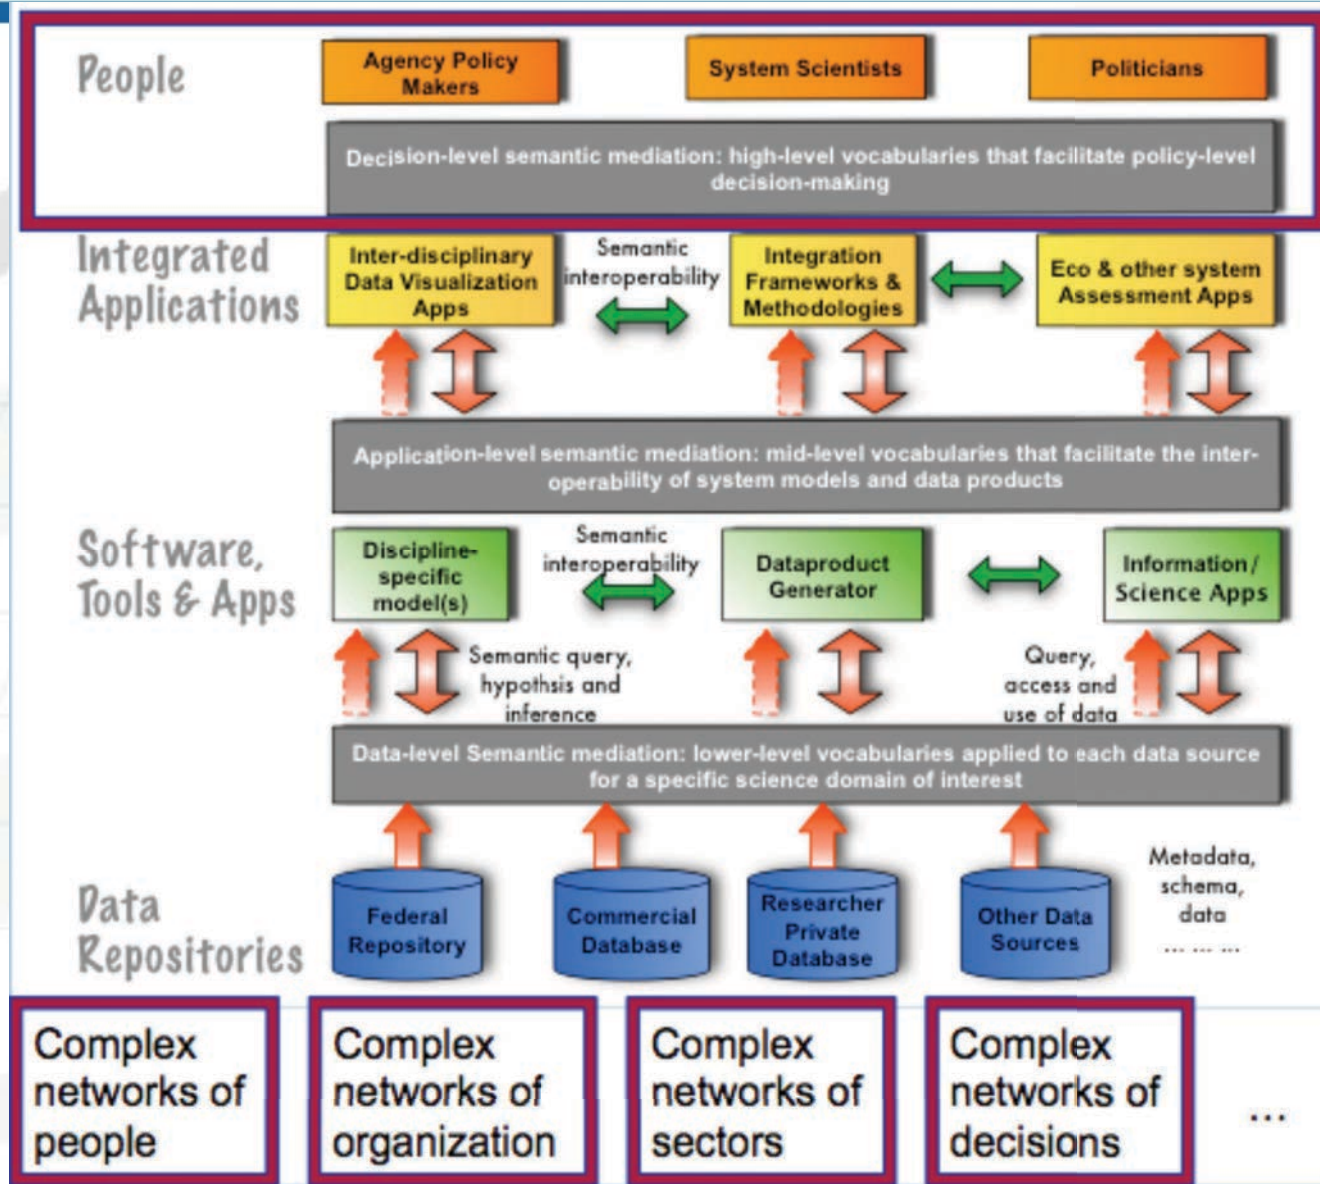 People
Agency Policy
Makers
System Scientists
Politicians
Decision-level semantic mediation: high-level vocabularies that facilitate policy-level
decision-making
Integrated
Applications
Inter-disciplinary
Data Visualization
Apps
Semantic
interoperability
Integration
Frameworks &
Methodologies
Eco & other system
Assessment Apps
Application-level semantic mediation: mid-level vocabularies that facilitate the inter-
operability of system models and data products
Software,
Tools & Apps
Discipline-
specific
model(s)
Semantic
interoperability
Dataproduct
Generator
Information/
Science Apps
Semantic query,
hypothsis and
inference
Query,
access and
use of data
Data-level Semantic mediation: lower-level vocabularies applied to each data source
for a specific science domain of interest
Data
Repositories
Federal
Repository
Commercial
Database
Researcher
Private
Database
Other Data
Sources
Metadata,
schema,
data
... ... ...
Complex
networks of
people
Complex
networks of
organization
Complex
networks of
sectors
Complex
networks of
decisions
...